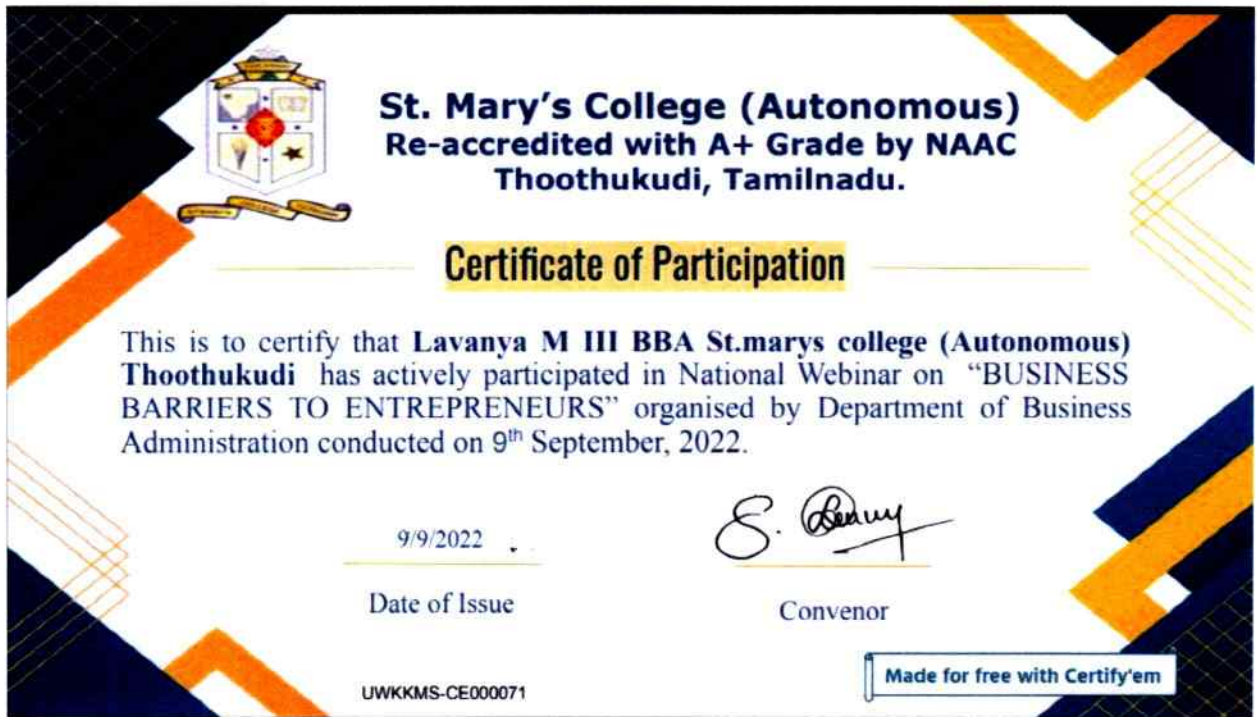 St. Mary's College (Autonomous)
Re-accredited with A+ Grade by NAAC
Thoothukudi, Tamilnadu.
Certificate of Participation
This is to certify that Lavanya M III BBA St.marys college (Autonomous)
Thoothukudi has actively participated in National Webinar on “BUSINESS
BARRIERS TO ENTREPRENEURS” organised by Department of Business
Administration conducted on 9th September, 2022.
9/9/2022
Date of Issue
Convenor
UWKKMS-CE000071
Made for free with Certify'em